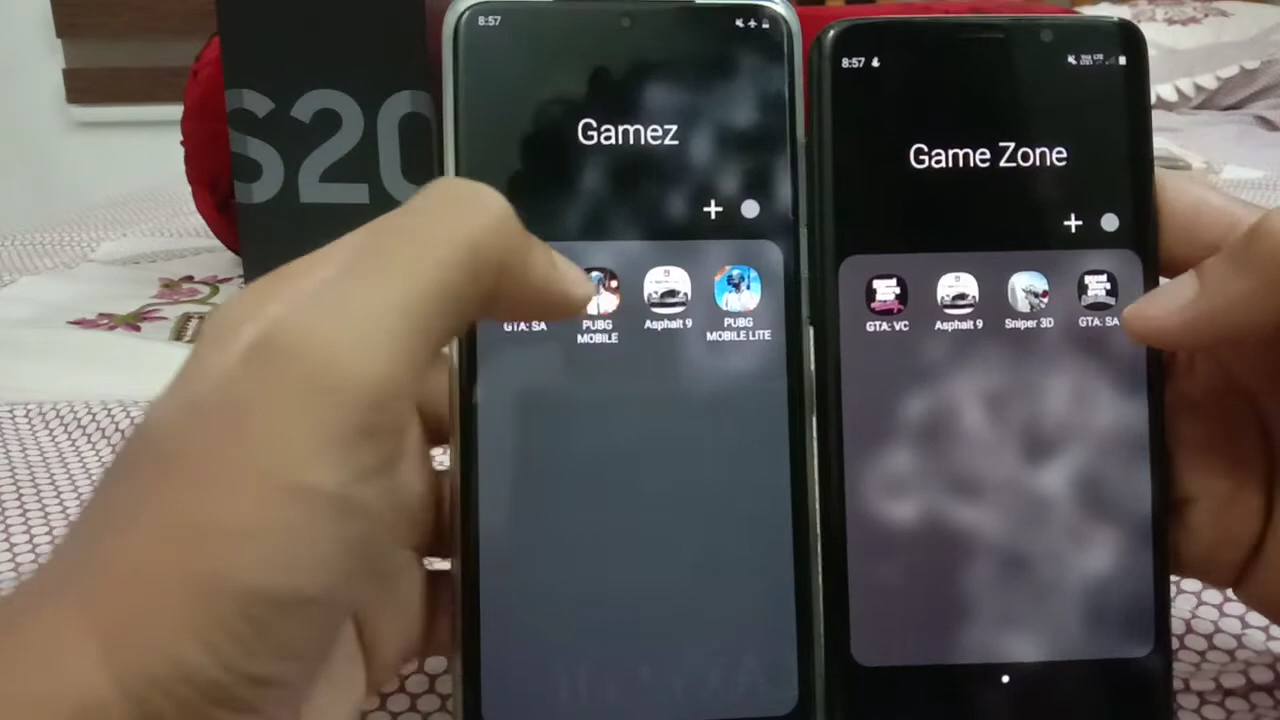 S20
8:57
Gamez
GTA: SA
PUBG
MOBILE
Asphalt 9
PUBG
MOBILE LITE
8:57
Game Zone
GTA: VC
Asphalt 9
Sniper 3D
GTA: SA